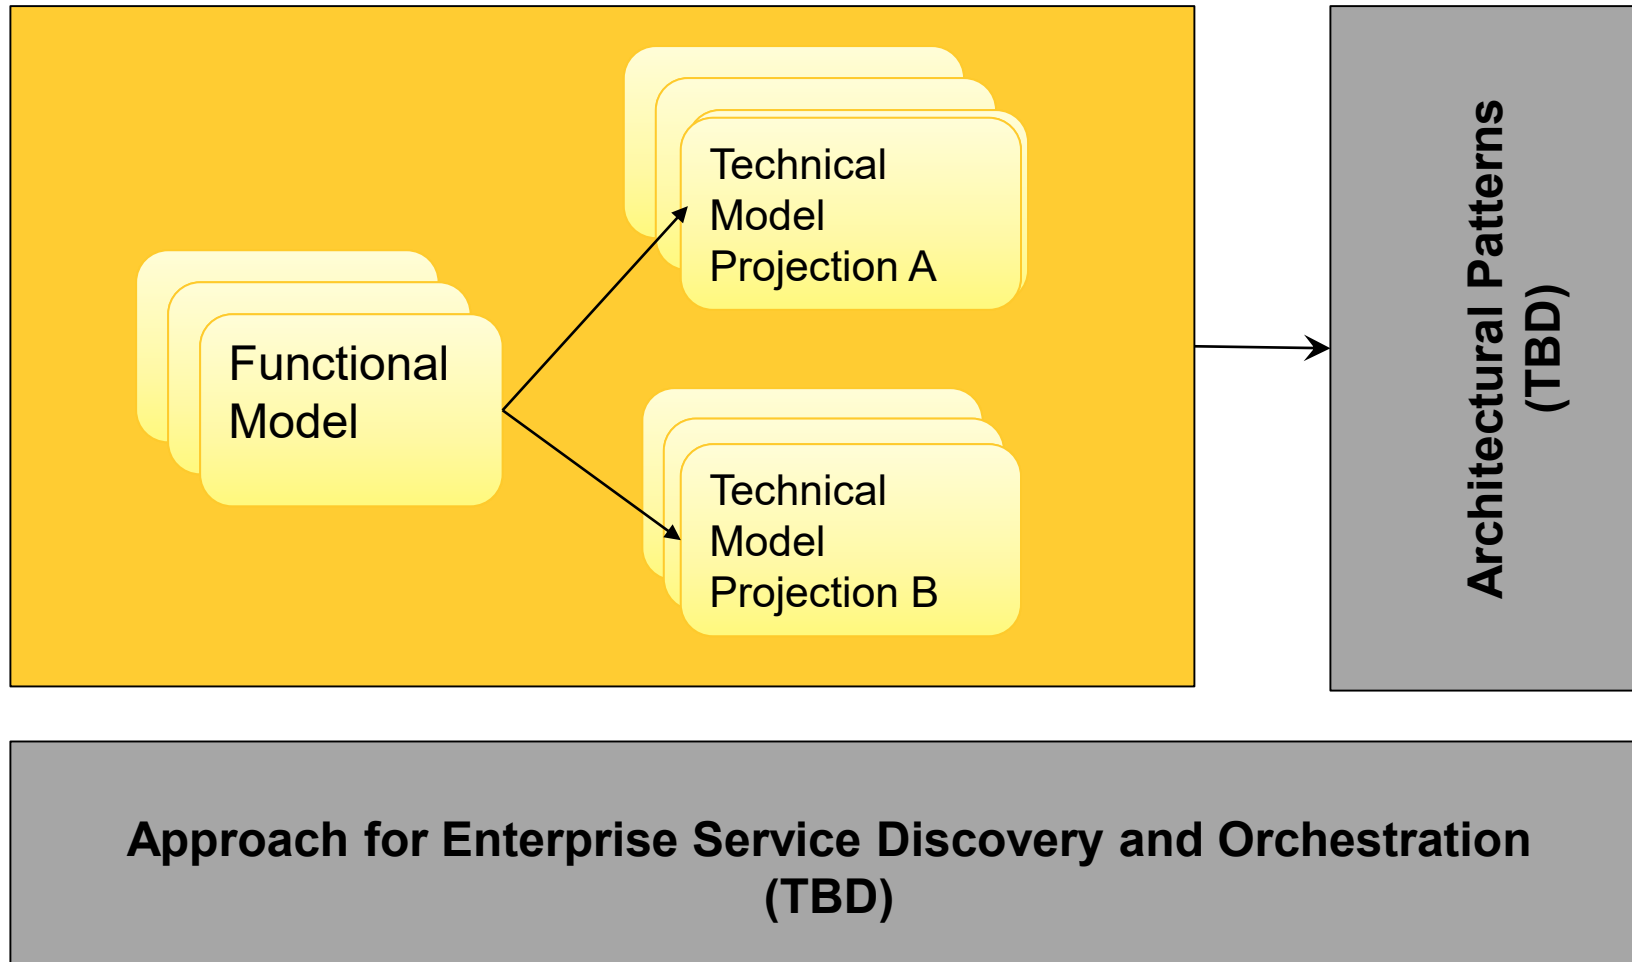 Technical
Model
Projection A
Functional
Model
Technical
Model
Projection B
Architectural Patterns
(TBD)
Approach for Enterprise Service Discovery and Orchestration
(TBD)